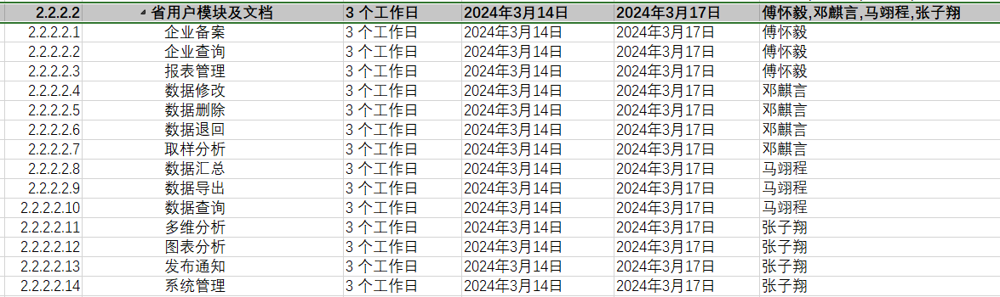 2.2.2.2 省用户模块及文档 3 个工作日 2024年3月14日 2024年3月17日 傅怀毅,邓麒言,马翊程,张子翔
2.2.2.2.1 企业备案 3 个工作日 2024年3月14日 2024年3月17日 傅怀毅
2.2.2.2.2 企业查询 3 个工作日 2024年3月14日 2024年3月17日 傅怀毅
2.2.2.2.3 报表管理 3 个工作日 2024年3月14日 2024年3月17日 傅怀毅
2.2.2.2.4 数据修改 3 个工作日 2024年3月14日 2024年3月17日 邓麒言
2.2.2.2.5 数据删除 3 个工作日 2024年3月14日 2024年3月17日 邓麒言
2.2.2.2.6 数据退回 3 个工作日 2024年3月14日 2024年3月17日 邓麒言
2.2.2.2.7 取样分析 3 个工作日 2024年3月14日 2024年3月17日 邓麒言
2.2.2.2.8 数据汇总 3 个工作日 2024年3月14日 2024年3月17日 马翊程
2.2.2.2.9 数据导出 3 个工作日 2024年3月14日 2024年3月17日 马翊程
2.2.2.2.10 数据查询 3 个工作日 2024年3月14日 2024年3月17日 马翊程
2.2.2.2.11 多维分析 3 个工作日 2024年3月14日 2024年3月17日 张子翔
2.2.2.2.12 图表分析 3 个工作日 2024年3月14日 2024年3月17日 张子翔
2.2.2.2.13 发布通知 3 个工作日 2024年3月14日 2024年3月17日 张子翔
2.2.2.2.14 系统管理 3 个工作日 2024年3月14日 2024年3月17日 张子翔